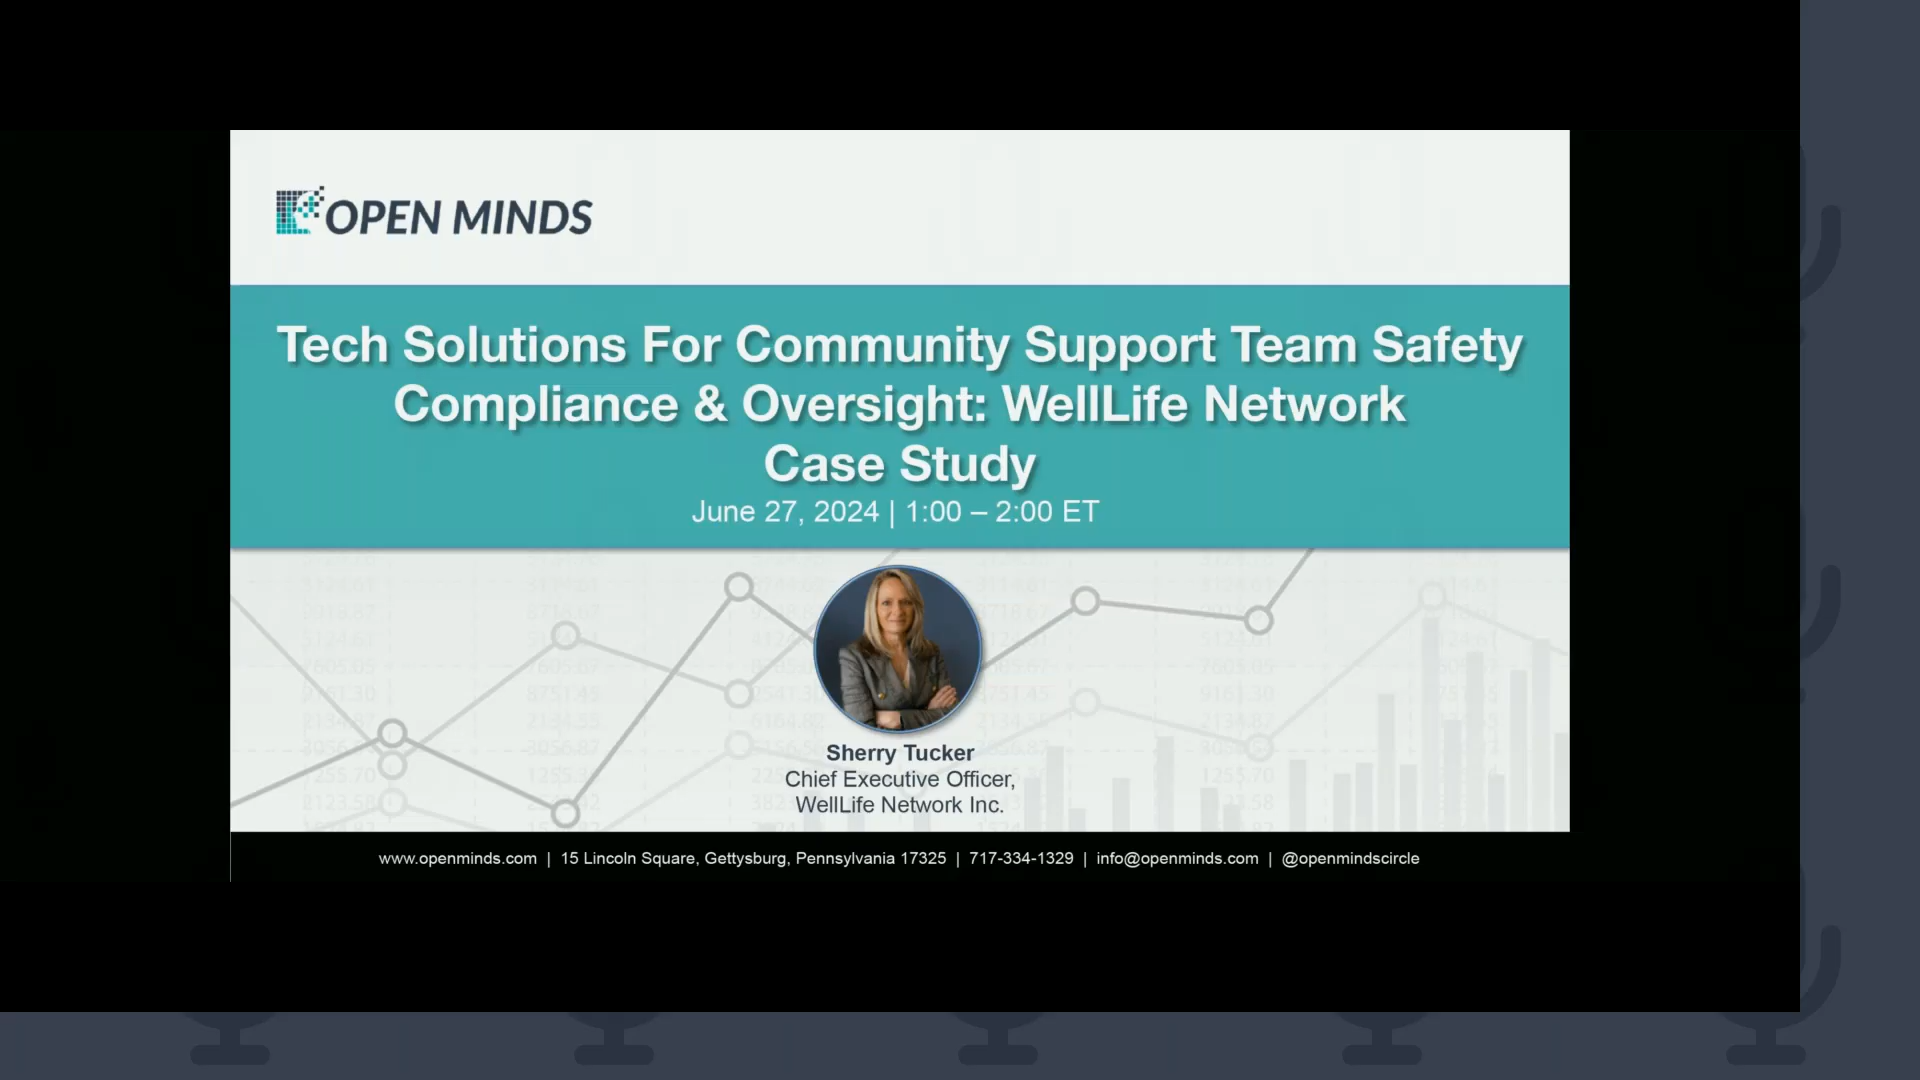 OPEN MINDS
Tech Solutions For Community Support Team Safety
Compliance & Oversight: WellLife Network
Case Study
June 27, 2024 | 1:00 – 2:00 ET
Sherry Tucker
Chief Executive Officer,
WellLife Network Inc.
www.openminds.com | 15 Lincoln Square, Gettysburg, Pennsylvania 17325 | 717-334-1329 | info@openminds.com | @openmindscircle